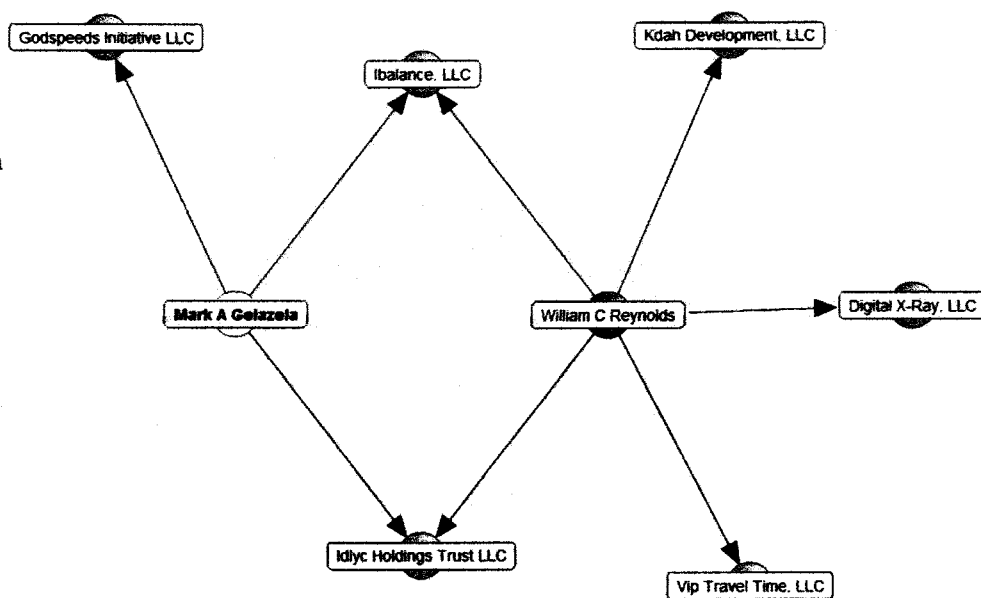 Godspeeds Initiative LLC
Kdah Development, LLC
Ibalance, LLC
Mark A Gelazela
William C Reynolds
Digital X-Ray, LLC
Idlyc Holdings Trust LLC
Vip Travel Time, LLC